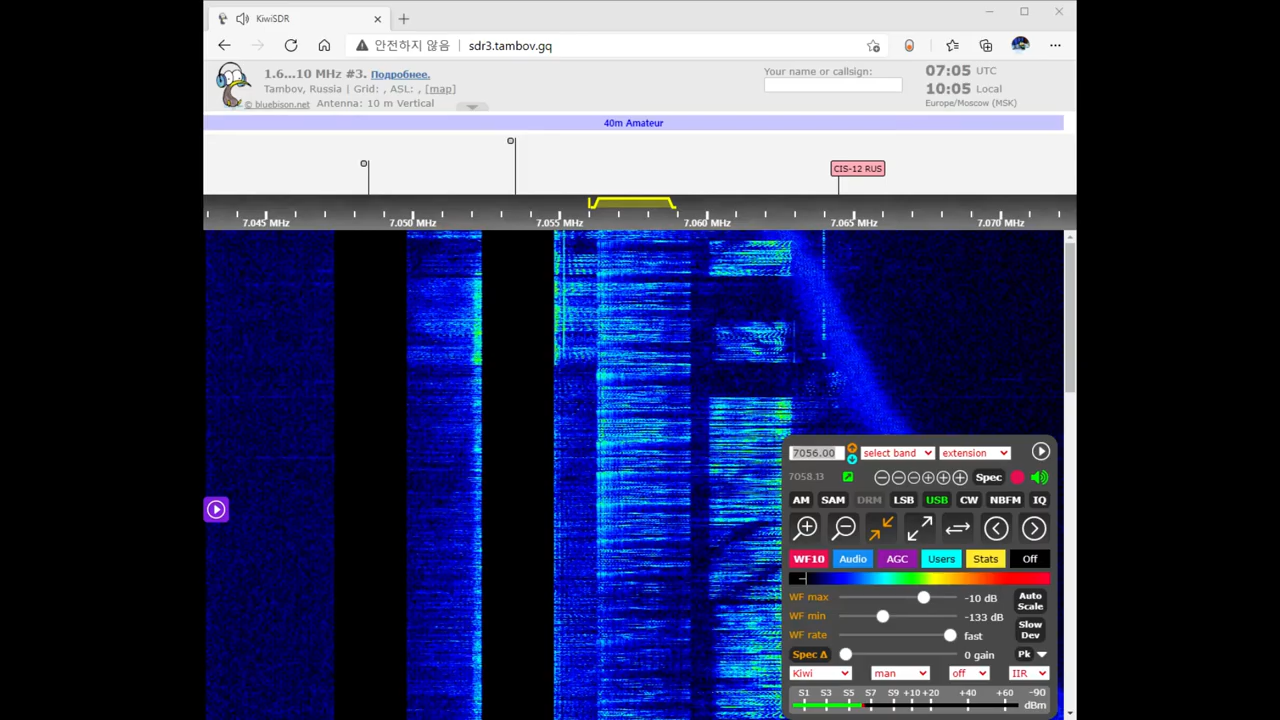 KiwiSDR
안전하지 않음 sdr3.tambov.gq
1.6...10 MHz #3. Подробнее.
Tambov, Russia | Grid: , ASL: , [map]
© bluebison.net Antenna: 10 m Vertical
Your name or callsign:
07:05 UTC
10:05 Local
Europe/Moscow (MSK)
40m Amateur
CIS-12 RUS
7.045 MHz 7.050 MHz 7.055 MHz 7.060 MHz 7.065 MHz 7.070 MHz
7056.00 select band extension
7058.13 Spec
AM SAM DRM LSB USB CW NBFM IQ
WF10 Audio AGC Users Stats Off
WF max -10 dB Auto Scale
WF min -133 dB
WF rate fast Slow Dev
Spec Δ 0 gain Pk
Kiwi man off IIR
S1 S3 S5 S7 S9 +10 +20 +40 +60 -90
dBm